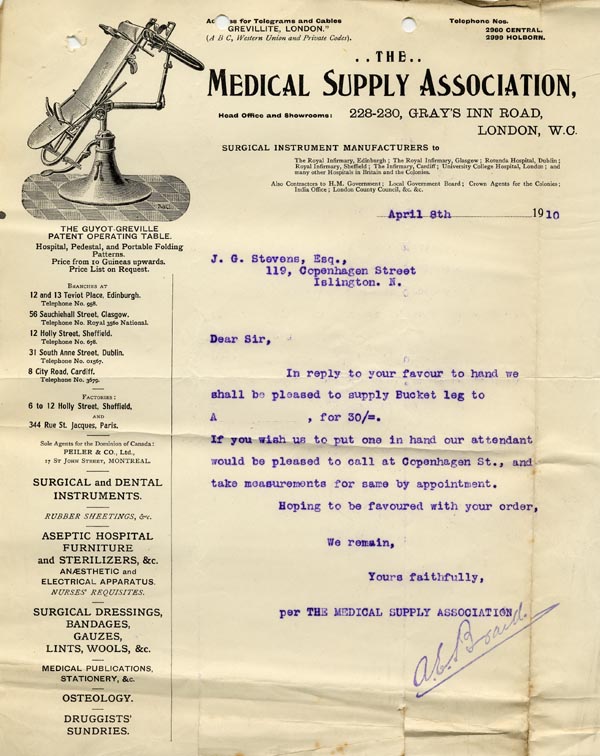 Address for Telegrams and Cables
GREVILLITE, LONDON."
(A B C, Western Union and Private Codes).
Telephone Nos.
2960 CENTRAL.
2999 HOLBORN.
..THE..
MEDICAL SUPPLY ASSOCIATION,
Head Office and Showrooms: 228-230, GRAY'S INN ROAD,
LONDON, W.C.
SURGICAL INSTRUMENT MANUFACTURERS to
The Royal Infirmary, Edinburgh; The Royal Infirmary, Glasgow; Rotunda Hospital, Dublin;
Royal Infirmary, Sheffield; The Infirmary, Cardiff; University College Hospital, London; and
many other Hospitals in Britain and the Colonies.
Also Contractors to H.M. Government; Local Government Board; Crown Agents for the Colonies;
India Office; London County Council, &c. &c.
April 8th 1910
THE GUYOT-GREVILLE
PATENT OPERATING TABLE.
Hospital, Pedestal, and Portable Folding
Patterns.
Price from 10 Guineas upwards.
Price List on Request.
BRANCHES AT
12 and 13 Teviot Place, Edinburgh.
Telephone No. 958.
56 Sauchiehall Street, Glasgow.
Telephone No. Royal 3560 National.
12 Holly Street, Sheffield.
Telephone No. 678.
31 South Anne Street, Dublin.
Telephone No. 01567.
8 City Road, Cardiff.
Telephone No. 3679.
FACTORIES:
6 to 12 Holly Street, Sheffield,
AND
344 Rue St. Jacques, Paris.
Sole Agents for the Dominion of Canada:
PEILER & CO., Ltd.,
17 ST JOHN STREET, MONTREAL.
SURGICAL and DENTAL
INSTRUMENTS.
RUBBER SHEETINGS, &c.
ASEPTIC HOSPITAL
FURNITURE
and STERILIZERS, &c.
ANÆSTHETIC and
ELECTRICAL APPARATUS.
NURSES' REQUISITES.
SURGICAL DRESSINGS,
BANDAGES,
GAUZES,
LINTS, WOOLS, &c.
MEDICAL PUBLICATIONS,
STATIONERY, &c.
OSTEOLOGY.
DRUGGISTS'
SUNDRIES.
J. G. Stevens, Esq.,
119, Copenhagen Street
Islington. N.
Dear Sir,
In reply to your favour to hand we
shall be pleased to supply Bucket leg to
A , for 30/=.
If you wish us to put one in hand our attendant
would be pleased to call at Copenhagen St., and
take measurements for same by appointment.
Hoping to be favoured with your order,
We remain,
Yours faithfully,
per THE MEDICAL SUPPLY ASSOCIATION